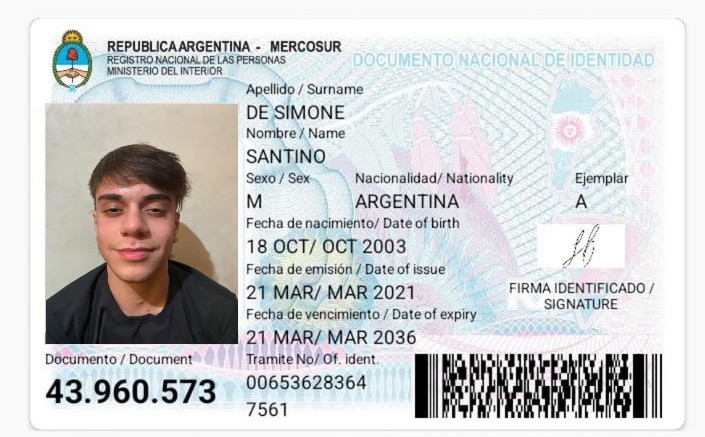 REPUBLICA ARGENTINA - MERCOSUR
REGISTRO NACIONAL DE LAS PERSONAS
MINISTERIO DEL INTERIOR
DOCUMENTO NACIONAL DE IDENTIDAD
Apellido / Surname
DE SIMONE
Nombre / Name
SANTINO
Sexo / Sex Nacionalidad/ Nationality Ejemplar
M ARGENTINA A
Fecha de nacimiento/ Date of birth
18 OCT/ OCT 2003
Fecha de emisión / Date of issue
21 MAR/ MAR 2021
FIRMA IDENTIFICADO /
SIGNATURE
Fecha de vencimiento / Date of expiry
21 MAR/ MAR 2036
Documento / Document
43.960.573
Tramite No/ Of. ident.
00653628364
7561